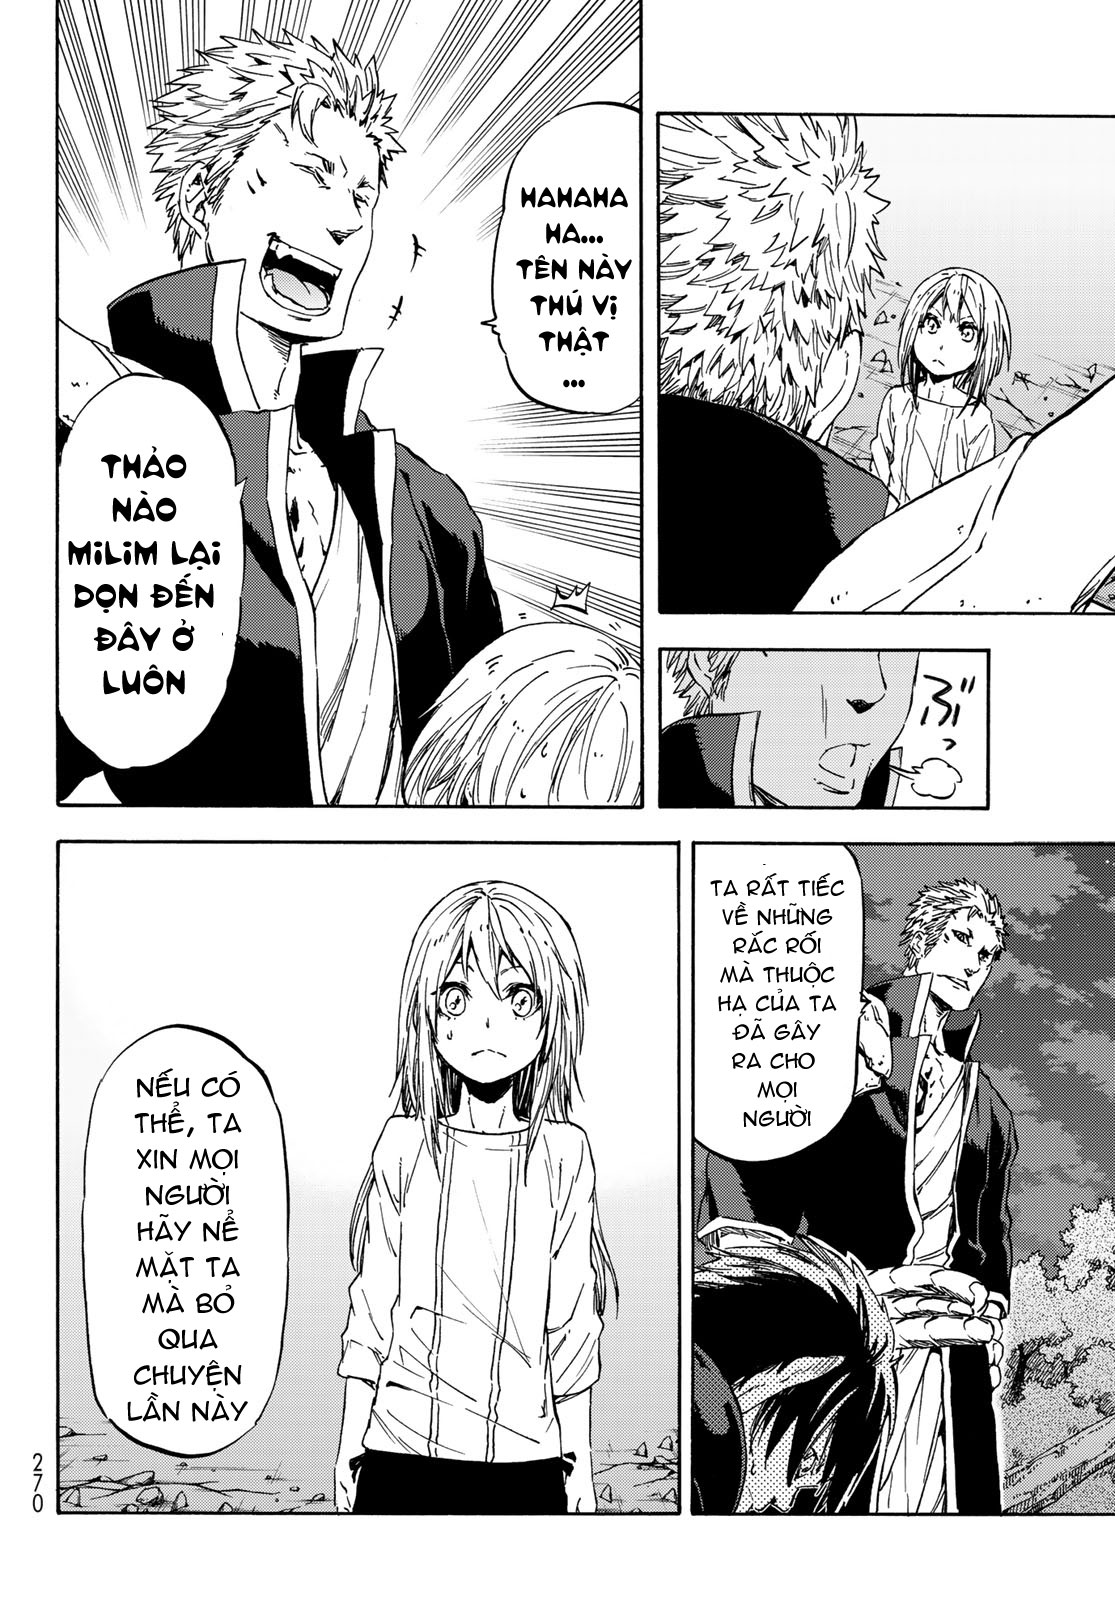 ぶっ
HAHAHA
HA...
TÊN NÀY
THÚ VỊ
THẬT
...
THẢO
NÀO
MILIM LẠI
DỌN ĐẾN
ĐÂY Ở
LUÔN
TA RẤT TIẾC
VỀ NHỮNG
RẮC RỐI
MÀ THUỘC
HẠ CỦA TA
ĐÃ GÂY
RA CHO
MỌI
NGƯỜI
NẾU CÓ
THỂ, TA
XIN MỌI
NGƯỜI
HÃY NỂ
MẶT TA
MÀ BỎ
QUA
CHUYỆN
LẦN NÀY
270